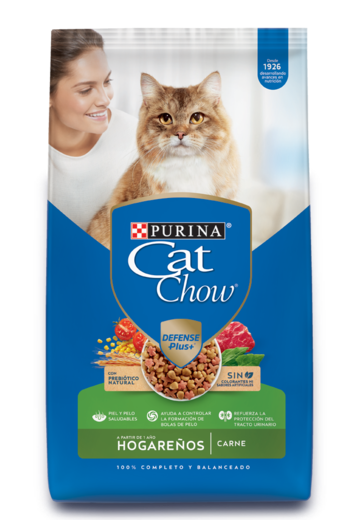 Desde
1926
desarrollando
avances en
nutrición
PURINA®
Cat
Chow®
DEFENSE
Plus+
CON
PREBIÓTICO
NATURAL
SIN
COLORANTES NI
SABORES ARTIFICIALES
PIEL Y PELO
SALUDABLES
AYUDA A CONTROLAR
LA FORMACIÓN DE
BOLAS DE PELO
REFUERZA LA
PROTECCIÓN DEL
TRACTO URINARIO
A PARTIR DE 1 AÑO
HOGAREÑOS | CARNE
100% COMPLETO Y BALANCEADO